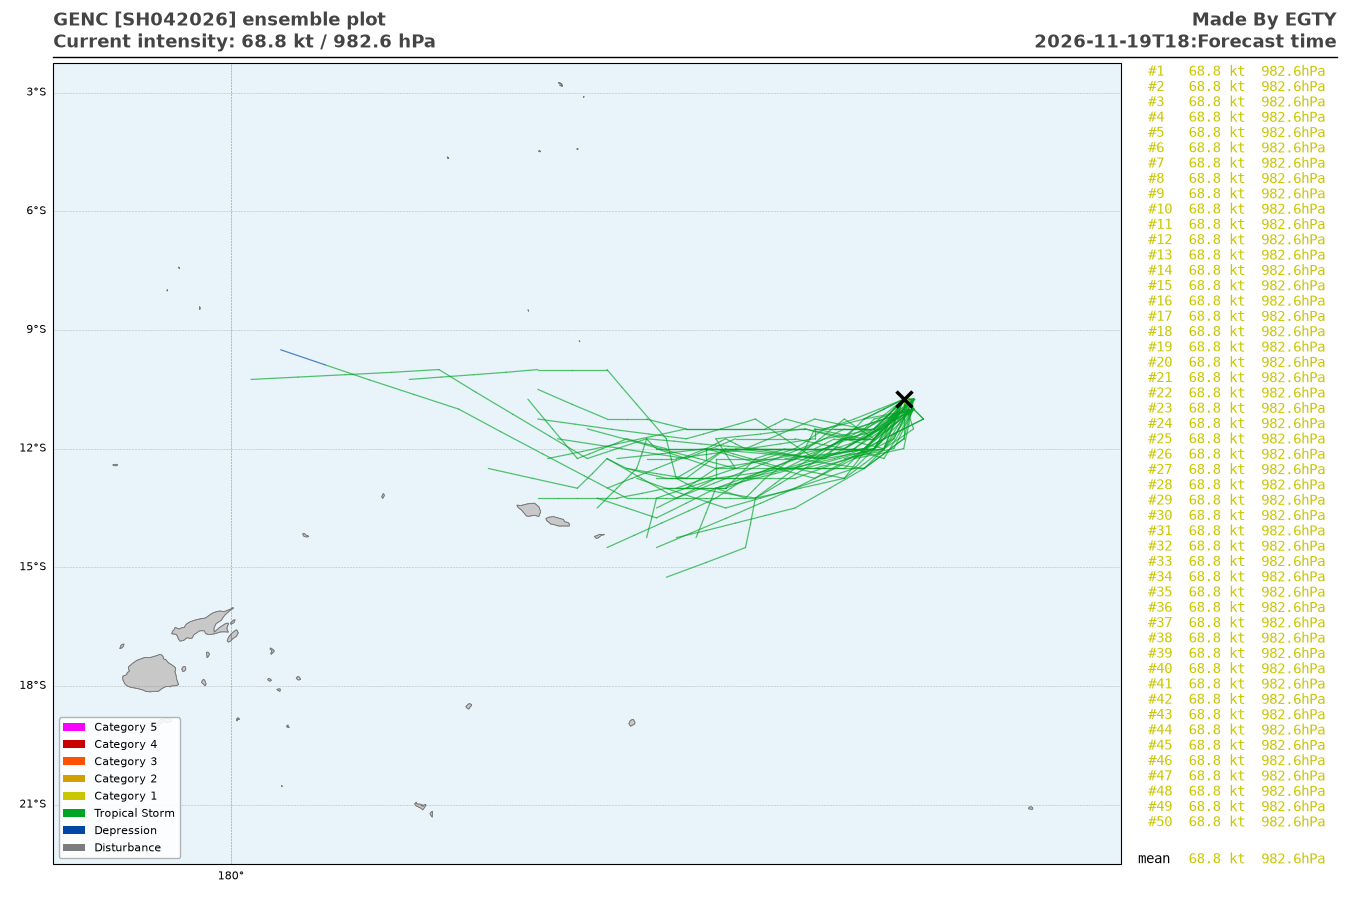 GENC [SH042026] ensemble plot
Current intensity: 68.8 kt / 982.6 hPa
Made By EGTY
2026-11-19T18:Forecast time
3°S
6°S
9°S
12°S
15°S
18°S
21°S
180°
Category 5
Category 4
Category 3
Category 2
Category 1
Tropical Storm
Depression
Disturbance
#1 68.8 kt 982.6hPa
#2 68.8 kt 982.6hPa
#3 68.8 kt 982.6hPa
#4 68.8 kt 982.6hPa
#5 68.8 kt 982.6hPa
#6 68.8 kt 982.6hPa
#7 68.8 kt 982.6hPa
#8 68.8 kt 982.6hPa
#9 68.8 kt 982.6hPa
#10 68.8 kt 982.6hPa
#11 68.8 kt 982.6hPa
#12 68.8 kt 982.6hPa
#13 68.8 kt 982.6hPa
#14 68.8 kt 982.6hPa
#15 68.8 kt 982.6hPa
#16 68.8 kt 982.6hPa
#17 68.8 kt 982.6hPa
#18 68.8 kt 982.6hPa
#19 68.8 kt 982.6hPa
#20 68.8 kt 982.6hPa
#21 68.8 kt 982.6hPa
#22 68.8 kt 982.6hPa
#23 68.8 kt 982.6hPa
#24 68.8 kt 982.6hPa
#25 68.8 kt 982.6hPa
#26 68.8 kt 982.6hPa
#27 68.8 kt 982.6hPa
#28 68.8 kt 982.6hPa
#29 68.8 kt 982.6hPa
#30 68.8 kt 982.6hPa
#31 68.8 kt 982.6hPa
#32 68.8 kt 982.6hPa
#33 68.8 kt 982.6hPa
#34 68.8 kt 982.6hPa
#35 68.8 kt 982.6hPa
#36 68.8 kt 982.6hPa
#37 68.8 kt 982.6hPa
#38 68.8 kt 982.6hPa
#39 68.8 kt 982.6hPa
#40 68.8 kt 982.6hPa
#41 68.8 kt 982.6hPa
#42 68.8 kt 982.6hPa
#43 68.8 kt 982.6hPa
#44 68.8 kt 982.6hPa
#45 68.8 kt 982.6hPa
#46 68.8 kt 982.6hPa
#47 68.8 kt 982.6hPa
#48 68.8 kt 982.6hPa
#49 68.8 kt 982.6hPa
#50 68.8 kt 982.6hPa
mean 68.8 kt 982.6hPa